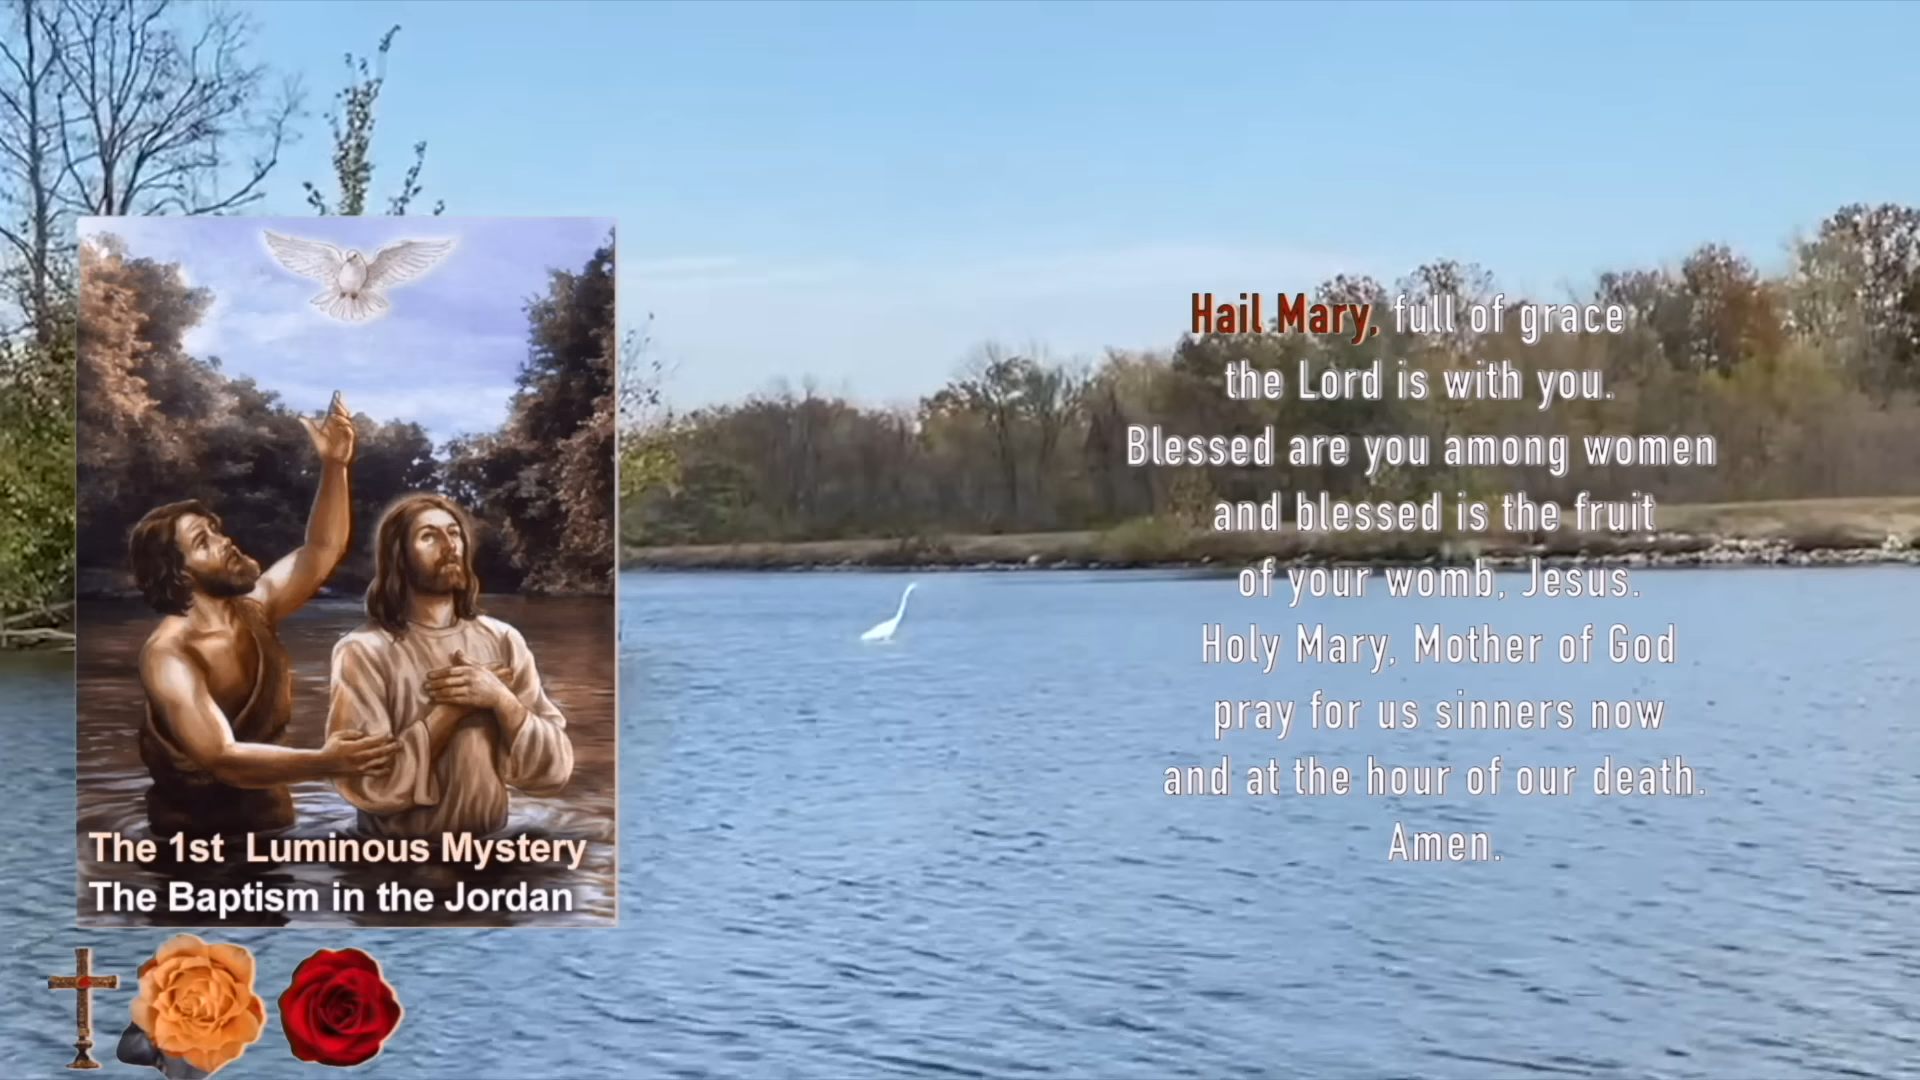 Hail Mary, full of grace
the Lord is with you.
Blessed are you among women
and blessed is the fruit
of your womb, Jesus.
Holy Mary, Mother of God
pray for us sinners now
and at the hour of our death.
Amen.
The 1st Luminous Mystery
The Baptism in the Jordan